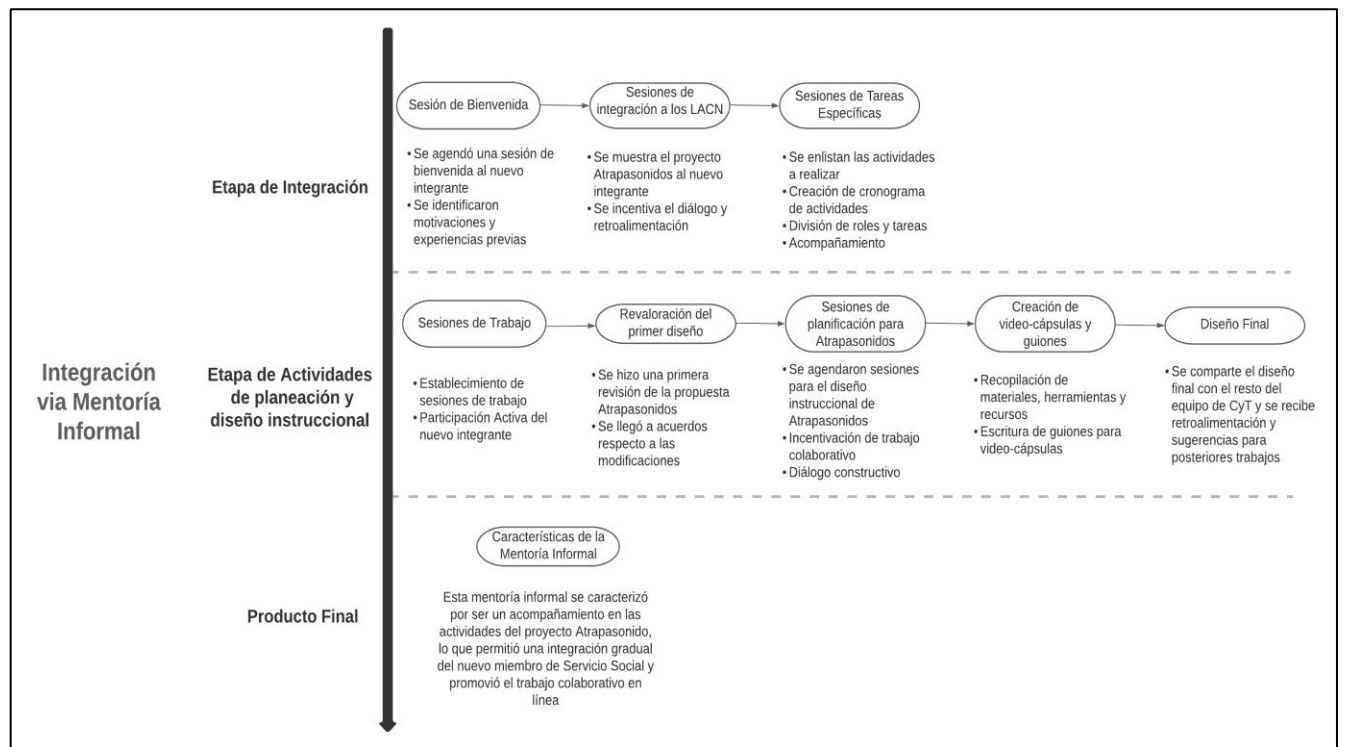 Integración
via Mentoría
Informal
Etapa de Integración
Sesión de Bienvenida
• Se agendó una sesión de
bienvenida al nuevo
integrante
• Se identificaron
motivaciones y
experiencias previas
Sesiones de
integración a los LACN
• Se muestra el proyecto
Atrapasonidos al nuevo
integrante
• Se incentiva el diálogo y
retroalimentación
Sesiones de Tareas
Específicas
• Se enlistan las actividades
a realizar
• Creación de cronograma
de actividades
• División de roles y tareas
• Acompañamiento
Etapa de Actividades
de planeación y
diseño instruccional
Sesiones de Trabajo
• Establecimiento de
sesiones de trabajo
• Participación Activa del
nuevo integrante
Revaloración del
primer diseño
• Se hizo una primera
revisión de la propuesta
Atrapasonidos
• Se llegó a acuerdos
respecto a las
modificaciones
Sesiones de
planificación para
Atrapasonidos
• Se agendaron sesiones
para el diseño
instruccional de
Atrapasonidos
• Incentivación de trabajo
colaborativo
• Diálogo constructivo
Creación de
video-cápsulas y
guiones
• Recopilación de
materiales, herramientas y
recursos
• Escritura de guiones para
video-cápsulas
Diseño Final
• Se comparte el diseño
final con el resto del
equipo de CyT y se recibe
retroalimentación y
sugerencias para
posteriores trabajos
Producto Final
Características de la
Mentoría Informal
Esta mentoría informal se caracterizó
por ser un acompañamiento en las
actividades del proyecto Atrapasonido,
lo que permitió una integración gradual
del nuevo miembro de Servicio Social y
promovió el trabajo colaborativo en
línea